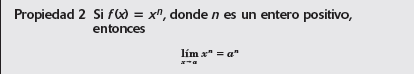 Propiedad 2 Si f(x) = xⁿ, donde n es un entero positivo,
entonces
lím xⁿ = aⁿ
x→a